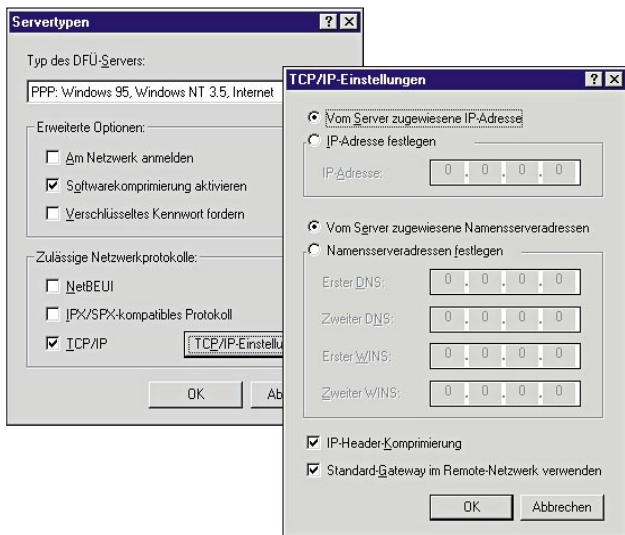 Servertypen
Typ des DFÜ-Servers:
PPP: Windows 95, Windows NT 3.5, Internet
Erweiterte Optionen:
Am Netzwerk anmelden
Softwarekomprimierung aktivieren
Verschlüsseltes Kennwort fordern
Zulässige Netzwerkprotokolle:
NetBEUI
IPX/SPX-kompatibles Protokoll
TCP/IP
TCP/IP-Einstellu
OK
Ab
TCP/IP-Einstellungen
Vom Server zugewiesene IP-Adresse
IP-Adresse festlegen
IP-Adresse: 0 . 0 . 0 . 0
Vom Server zugewiesene Namensserveradressen
Namensserveradressen festlegen
Erster DNS: 0 . 0 . 0 . 0
Zweiter DNS: 0 . 0 . 0 . 0
Erster WINS: 0 . 0 . 0 . 0
Zweiter WINS: 0 . 0 . 0 . 0
IP-Header-Komprimierung
Standard-Gateway im Remote-Netzwerk verwenden
OK
Abbrechen